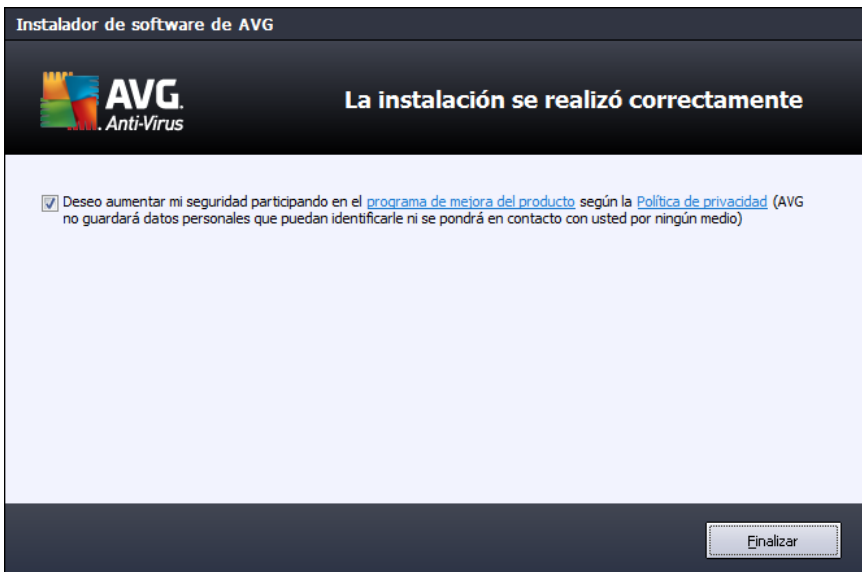 Instalador de software de AVG
AVG.
Anti-Virus
La instalación se realizó correctamente
Deseo aumentar mi seguridad participando en el programa de mejora del producto según la Política de privacidad (AVG
no guardará datos personales que puedan identificarle ni se pondrá en contacto con usted por ningún medio)
Finalizar